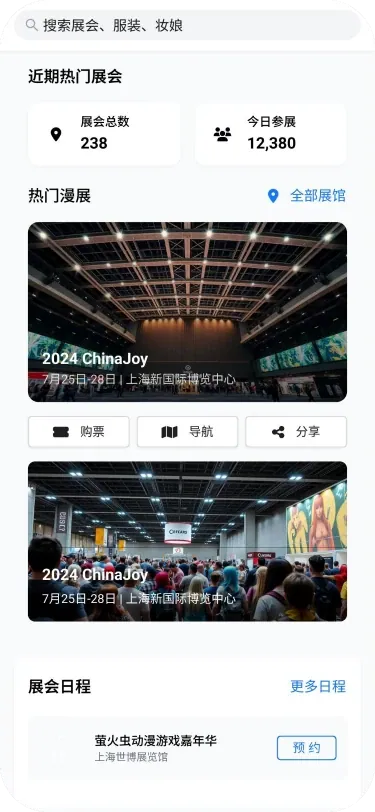 搜索展会、服装、妆娘
近期热门展会
展会总数
238
今日参展
12,380
热门漫展
全部展馆
2024 ChinaJoy
7月25日-28日 | 上海新国际博览中心
购票
导航
分享
2024 ChinaJoy
7月25日-28日 | 上海新国际博览中心
展会日程
更多日程
萤火虫动漫游戏嘉年华
上海世博展览馆
预 约